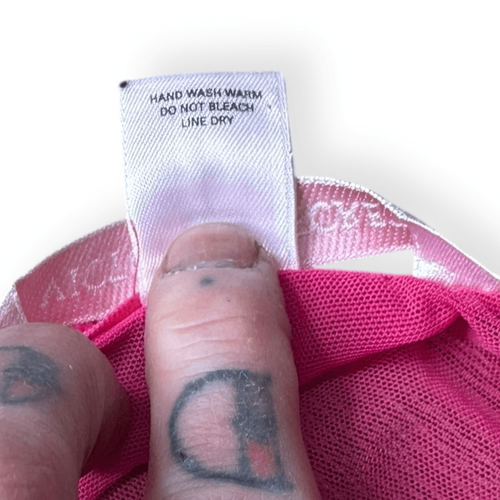 HAND WASH WARM
DO NOT BLEACH
LINE DRY